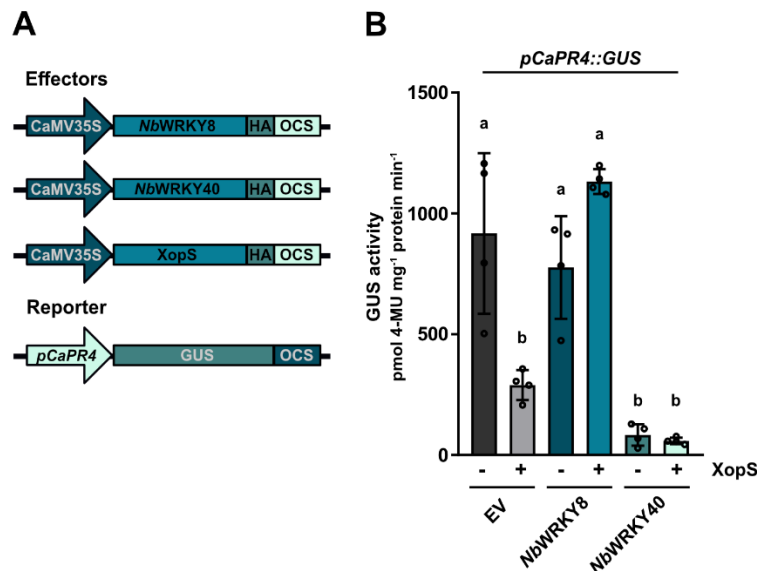 A
Effectors
CaMV35S NbWRKY8 HA OCS
CaMV35S NbWRKY40 HA OCS
CaMV35S XopS HA OCS
Reporter
pCaPR4 GUS OCS
B
pCaPR4::GUS
GUS activity
pmol 4-MU mg⁻¹ protein min⁻¹
1500
1000
500
0
a
b
a
a
b
b
- + - + - + XopS
EV
NbWRKY8
NbWRKY40